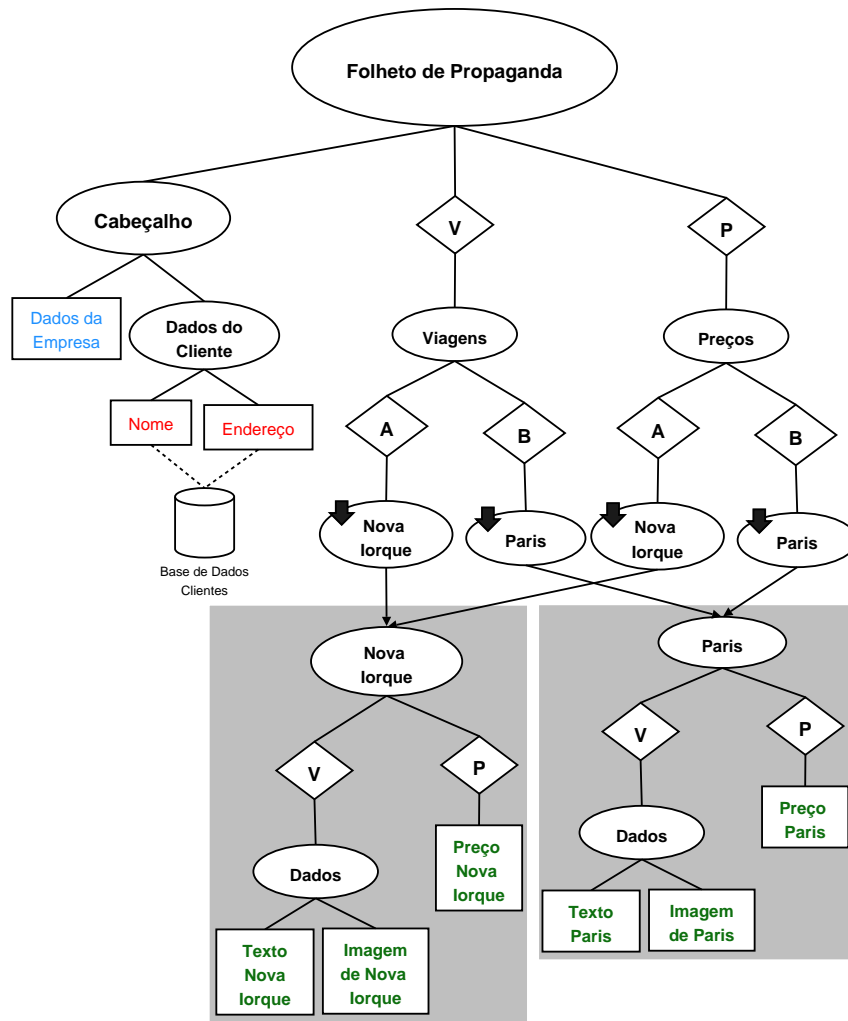 Folheto de Propaganda
Cabeçalho
V
P
Dados da
Empresa
Dados do
Cliente
Viagens
Preços
Nome
Endereço
A
B
A
B
Base de Dados
Clientes
Nova
Iorque
Paris
Nova
Iorque
Paris
Nova
Iorque
Paris
V
P
V
P
Dados
Preço
Nova
Iorque
Dados
Preço
Paris
Texto
Nova
Iorque
Imagem
de Nova
Iorque
Texto
Paris
Imagem
de Paris